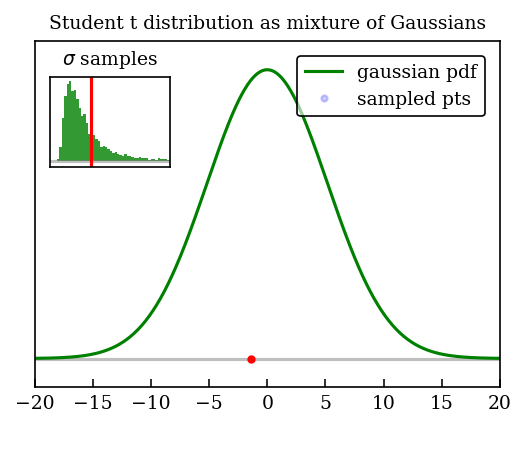 Student t distribution as mixture of Gaussians
σ samples
gaussian pdf
sampled pts
−20 −15 −10 −5 0 5 10 15 20